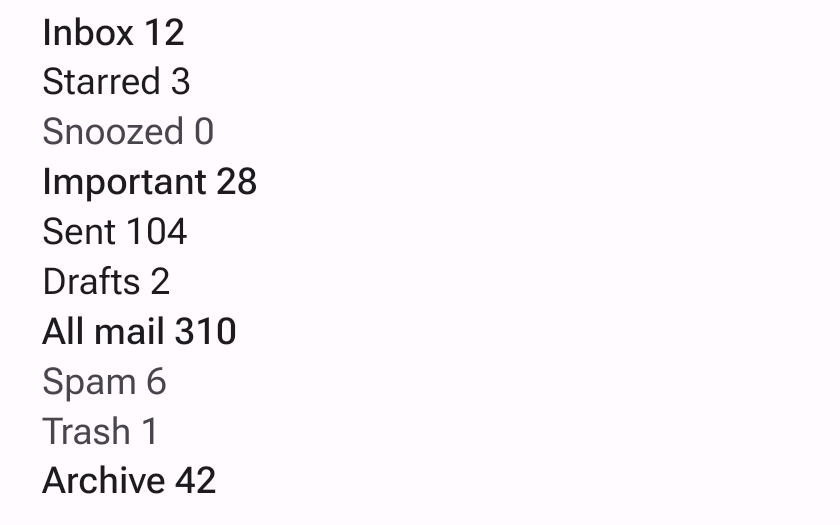 Inbox 12
Starred 3
Snoozed 0
Important 28
Sent 104
Drafts 2
All mail 310
Spam 6
Trash 1
Archive 42